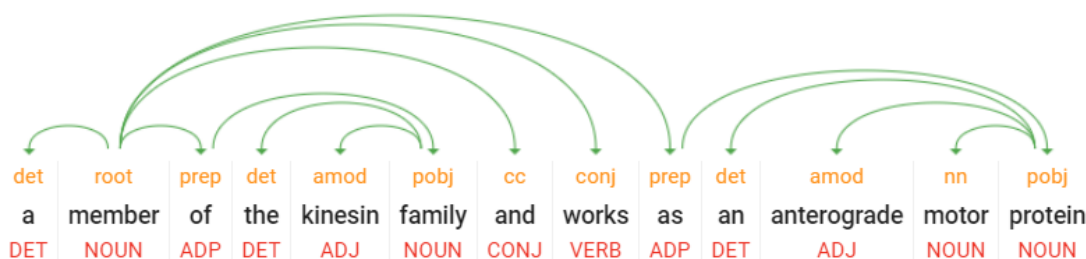 det root prep det amod pobj cc conj prep det amod nn pobj
a member of the kinesin family and works as an anterograde motor protein
DET NOUN ADP DET ADJ NOUN CONJ VERB ADP DET ADJ NOUN NOUN